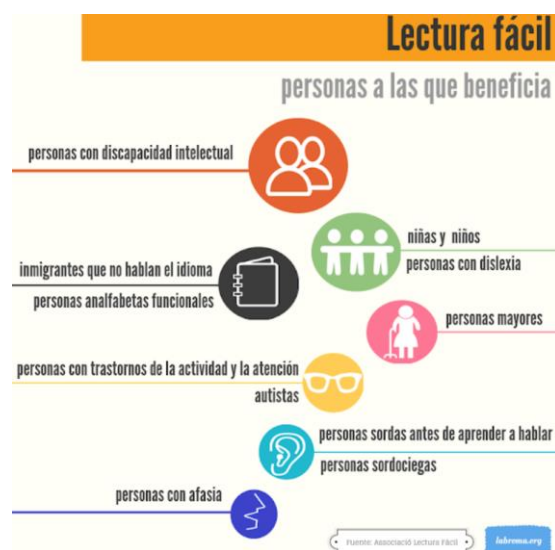 Lectura fácil
personas a las que beneficia
personas con discapacidad intelectual
niñas y niños
personas con dislexia
inmigrantes que no hablan el idioma
personas analfabetas funcionales
personas mayores
personas con trastornos de la actividad y la atención
autistas
personas sordas antes de aprender a hablar
personas sordociegas
personas con afasia
Fuente: Associació Lectura Fácil
labroma.org